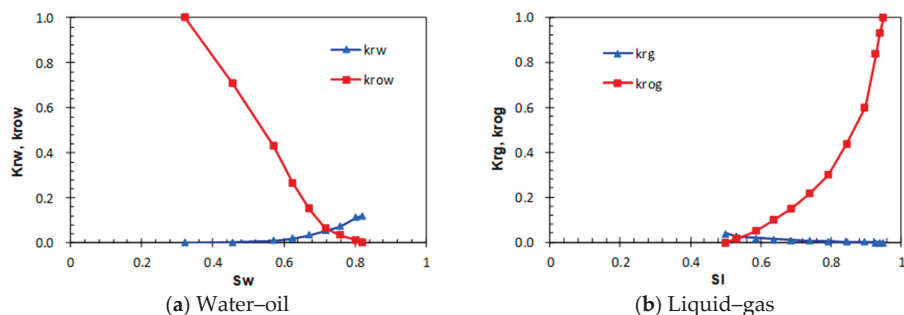 1.0
0.8
0.6
0.4
0.2
0.0
Krw, krow
krw
krow
0 0.2 0.4 0.6 0.8 1
Sw
(a) Water–oil
1.0
0.8
0.6
0.4
0.2
0.0
Krg, krog
krg
krog
0 0.2 0.4 0.6 0.8 1
Sl
(b) Liquid–gas